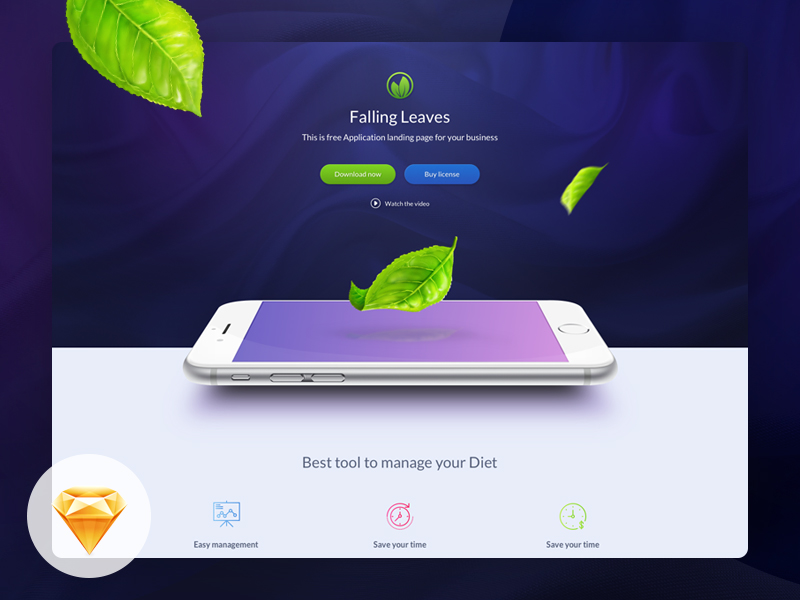 Falling Leaves
This is free Application landing page for your business
Download now
Buy license
Watch the video
Best tool to manage your Diet
Easy management
Save your time
Save your time